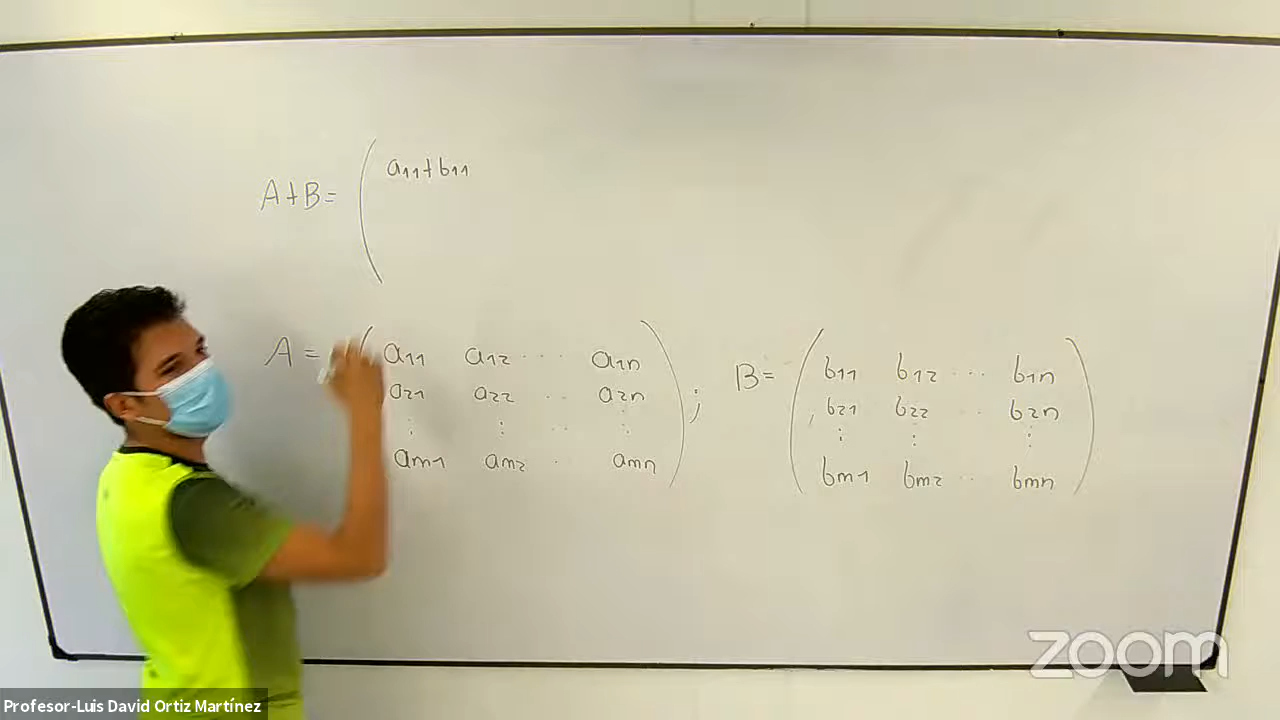 A+B= ( a11+b11
A = ( a11 a12 ... a1n
a21 a22 .. a2n
⋮ ⋮ .. ⋮
am1 am2 . amn ) ;
B= ( b11 b12 ... b1n
b21 b22 .. b2n
⋮ ⋮ ⋮
bm1 bm2 .. bmn )
zoom
Profesor-Luis David Ortiz Martínez